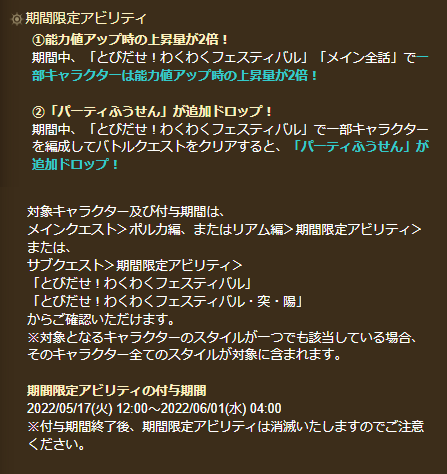 期間限定アビリティ
①能力値アップ時の上昇量が2倍！
期間中、「とびだせ！わくわくフェスティバル」「メイン全話」で一
部キャラクターは能力値アップ時の上昇量が2倍！
②「パーティふうせん」が追加ドロップ！
期間中、「とびだせ！わくわくフェスティバル」で一部キャラクター
を編成してバトルクエストをクリアすると、「パーティふうせん」が
追加ドロップ！
対象キャラクター及び付与期間は、
メインクエスト＞ポルカ編、またはリアム編＞期間限定アビリティ＞
または、
サブクエスト＞期間限定アビリティ＞
「とびだせ！わくわくフェスティバル」
「とびだせ！わくわくフェスティバル・突・陽」
からご確認いただけます。
※対象となるキャラクターのスタイルが一つでも該当している場合、
そのキャラクター全てのスタイルが対象に含まれます。
期間限定アビリティの付与期間
2022/05/17(火) 12:00～2022/06/01(水) 04:00
※付与期間終了後、期間限定アビリティは消滅いたしますのでご注意
ください。